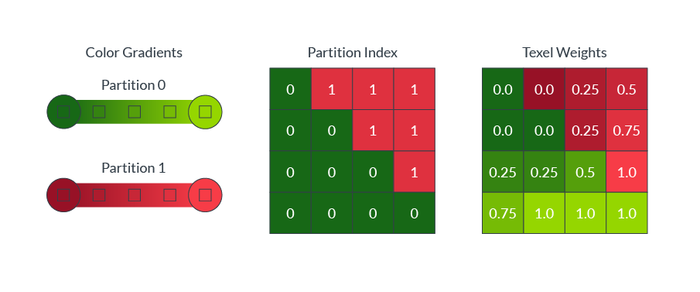 Color Gradients
Partition 0
Partition 1
Partition Index
0 1 1 1
0 0 1 1
0 0 0 1
0 0 0 0
Texel Weights
0.0 0.0 0.25 0.5
0.0 0.0 0.25 0.75
0.25 0.25 0.5 1.0
0.75 1.0 1.0 1.0